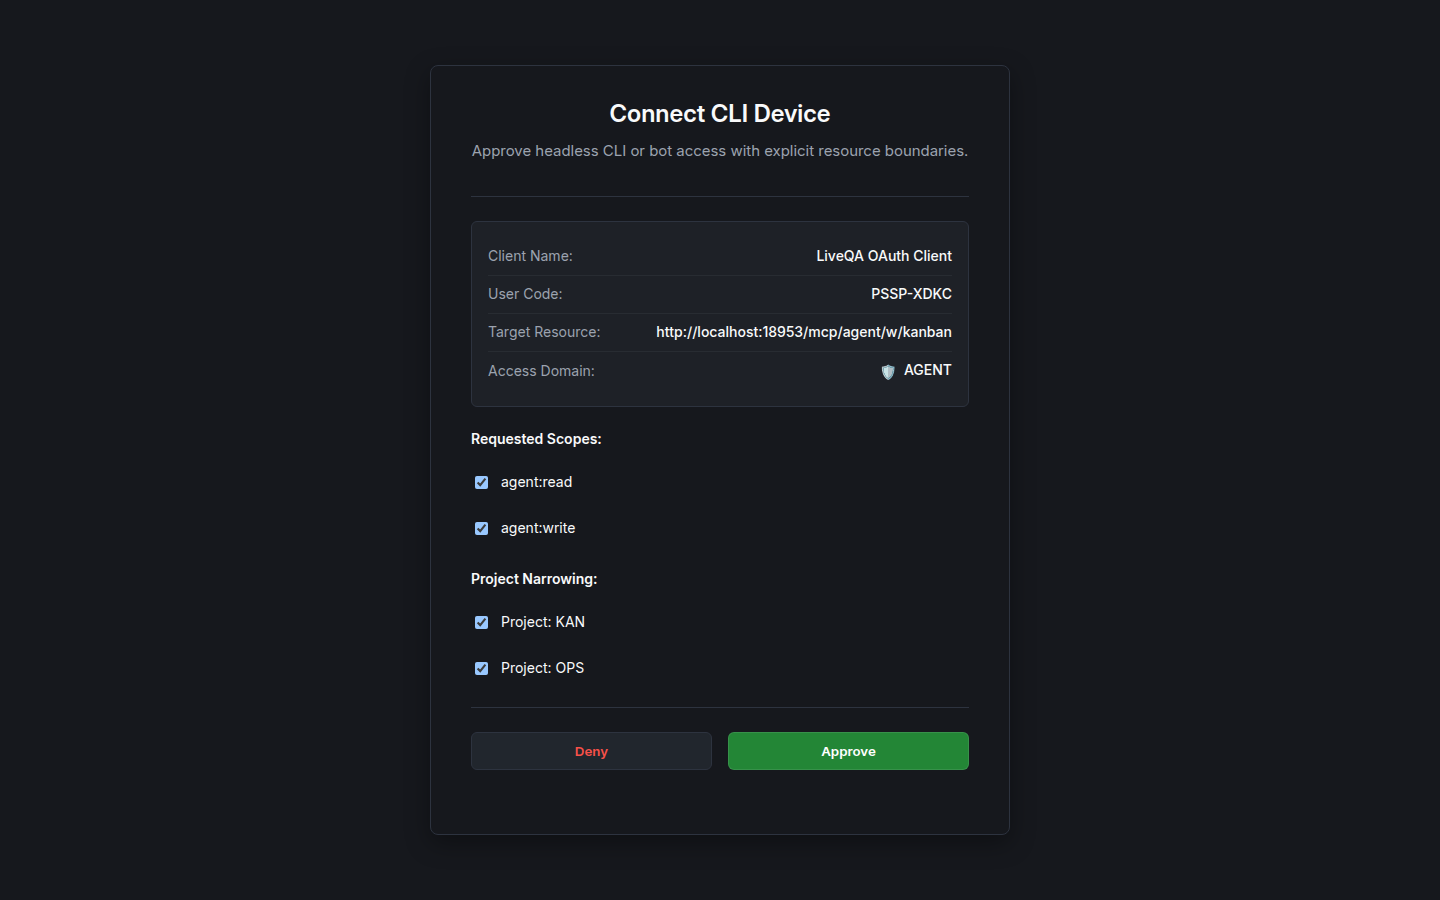 Connect CLI Device
Approve headless CLI or bot access with explicit resource boundaries.
Client Name: LiveQA OAuth Client
User Code: PSSP-XDKC
Target Resource: http://localhost:18953/mcp/agent/w/kanban
Access Domain: AGENT
Requested Scopes:
agent:read
agent:write
Project Narrowing:
Project: KAN
Project: OPS
Deny Approve